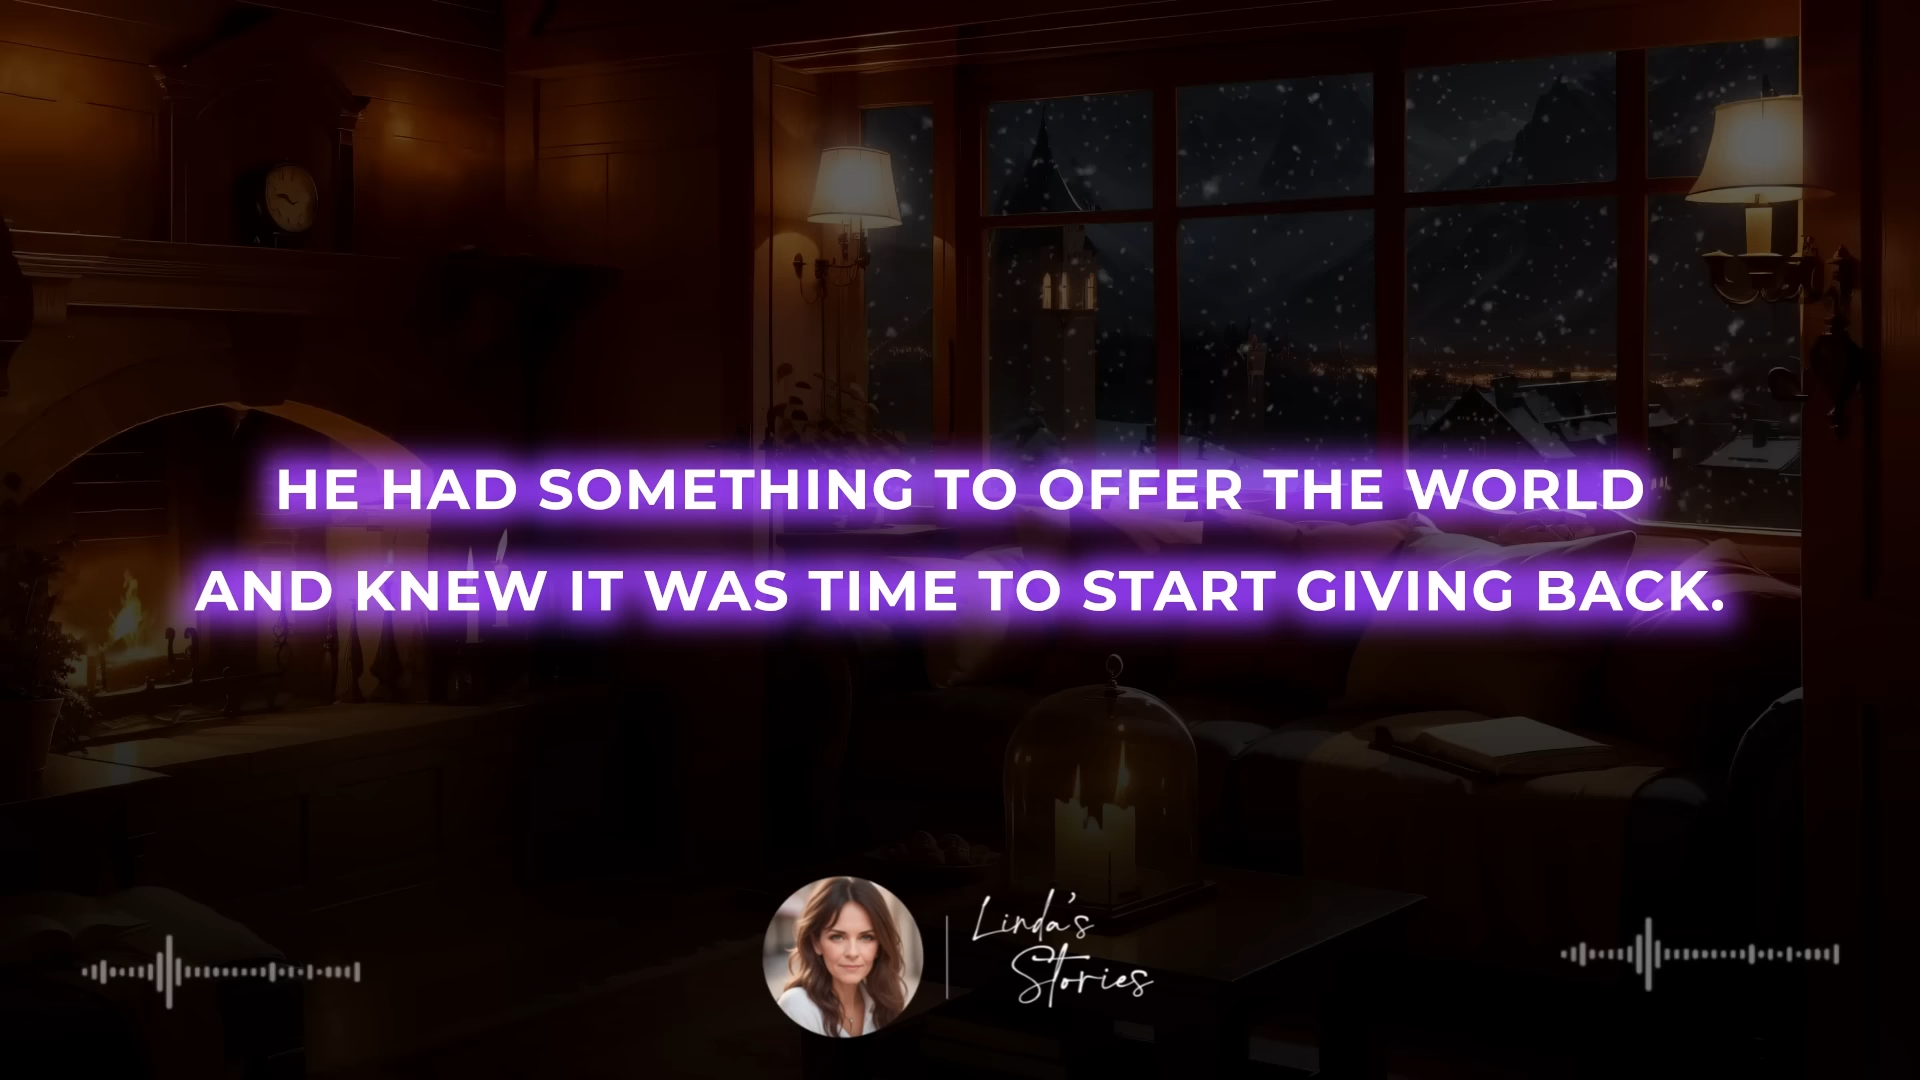 HE HAD SOMETHING TO OFFER THE WORLD
AND KNEW IT WAS TIME TO START GIVING BACK.
Linda's
Stories